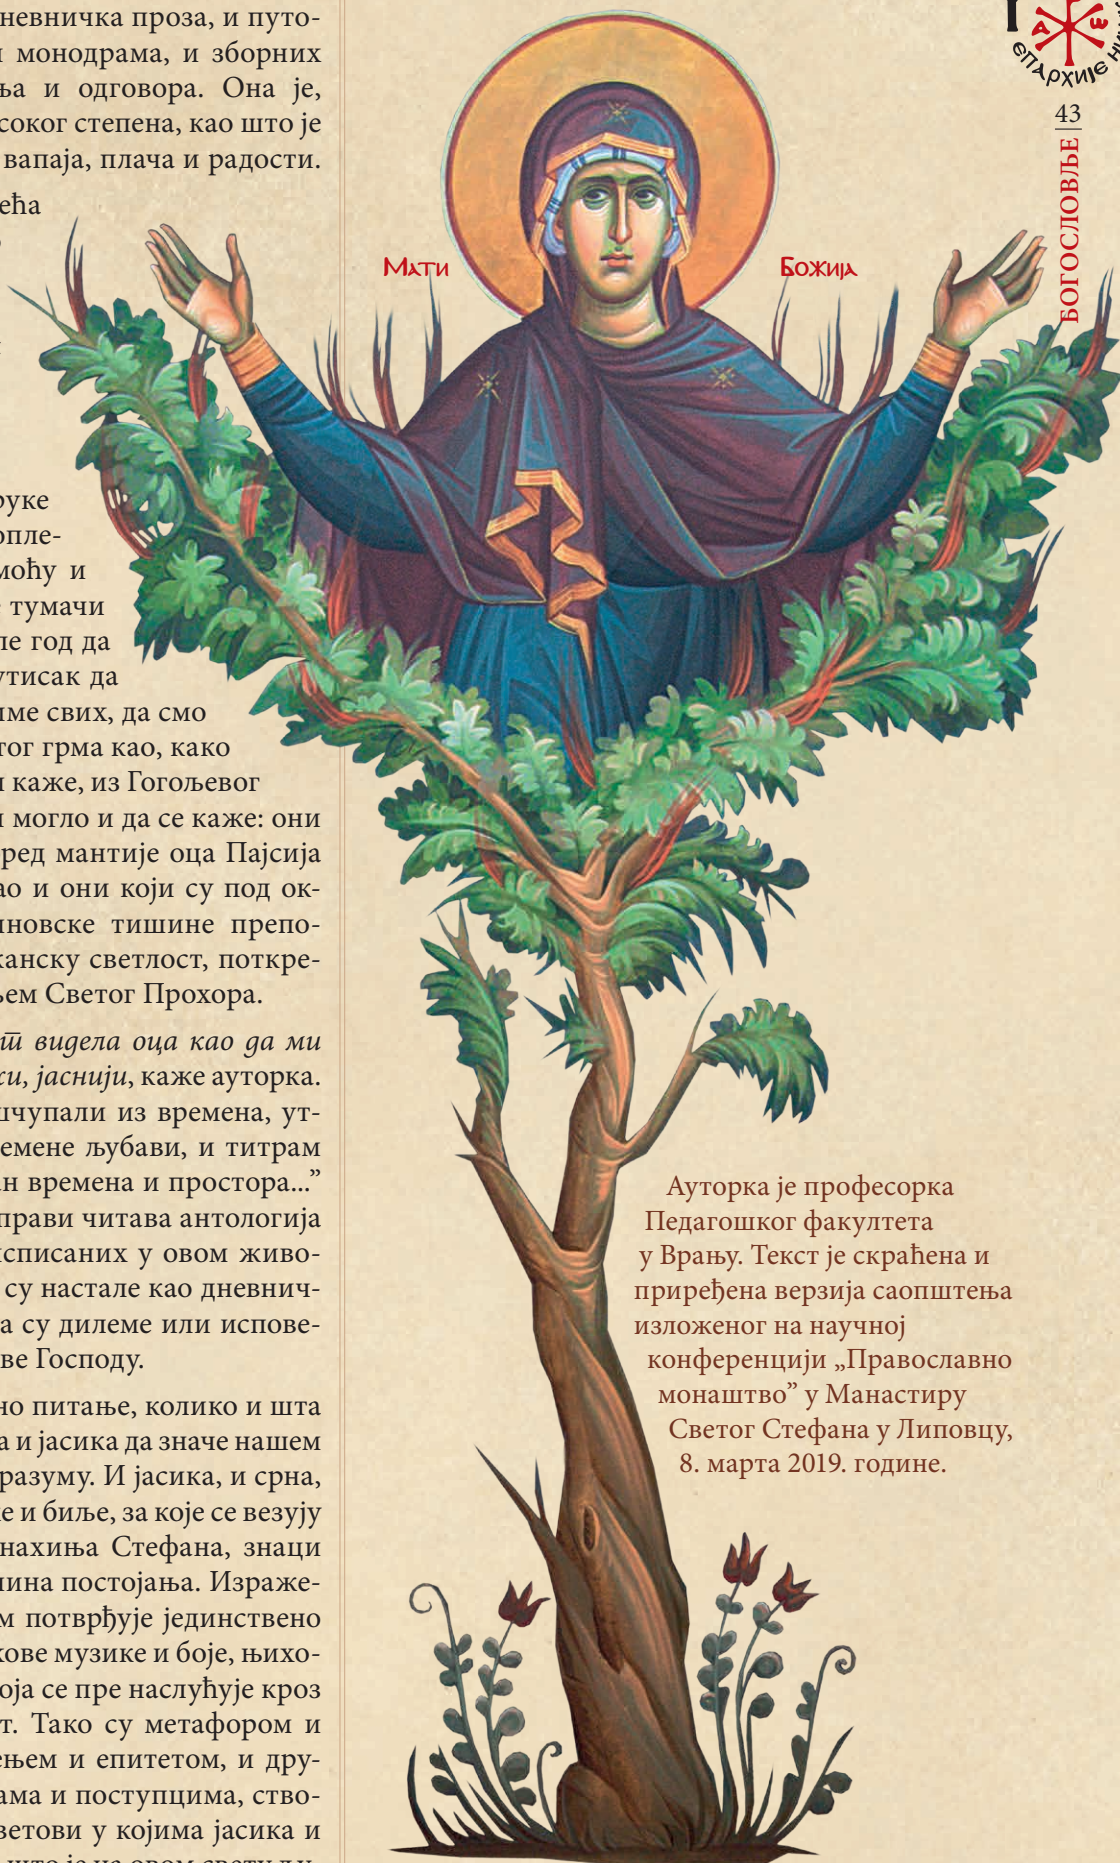 невничка проза, и путо-
монодрама, и зборних
ња и одговора. Она је,
соког степена, као што је
вапаја, плача и радости.
ећа
руке
опле-
моћу и
тумачи
ле год да
утисак да
име свих, да смо
тог грма као, како
и каже, из Гогољевог
и могло и да се каже: они
ред мантије оца Пајсија
ао и они који су под ок-
иновске тишине препо-
канску светлост, поткре-
ем Светог Прохора.
видела оца као да ми
јаснији, каже ауторка.
шчупали из времена, ут-
емене љубави, и титрам
ан времена и простора...”
прави читава антологија
исписаних у овом живо-
су настале као дневнич-
а су дилеме или испове-
ве Господу.
но питање, колико и шта
а и јасика да значе нашем
разуму. И јасика, и срна,
е и биље, за које се везују
нахиња Стефана, знаци
ина постојања. Изражe-
м потврђује јединствено
кове музике и боје, њихо-
оја се пре наслућује кроз
т. Тако су метафором и
ењем и епитетом, и дру-
ама и поступцима, ство-
ветови у којима јасика и
Мати
Божија
епархије
43
БОГОСЛОВЉЕ
Ауторка је професорка
Педагошког факултета
у Врању. Текст је скраћена и
приређена верзија саопштења
изложеног на научној
конференцији „Православно
монаштво” у Манастиру
Светог Стефана у Липовцу,
8. марта 2019. године.